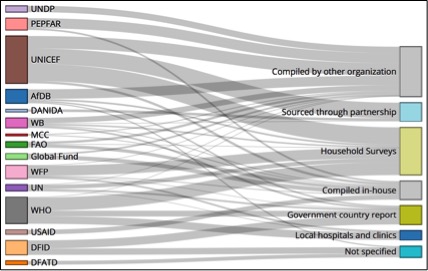 UNDP
PEPFAR
UNICEF
AfDB
DANIDA
WB
MCC
FAO
Global Fund
WFP
UN
WHO
USAID
DFID
DFATD
Compiled by other organization
Sourced through partnership
Household Surveys
Compiled in-house
Government country report
Local hospitals and clinics
Not specified